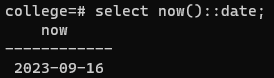 college=# select now()::date;
now
------------
2023-09-16